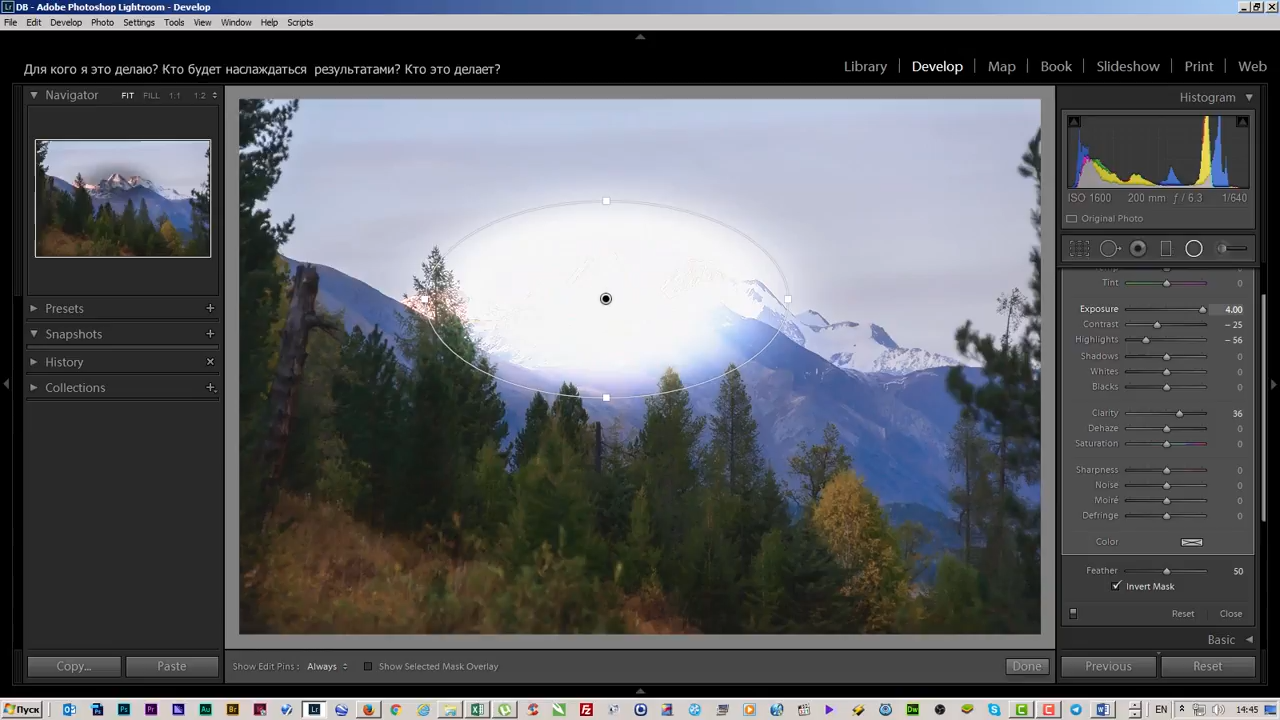 DB - Adobe Photoshop Lightroom - Develop
File Edit Develop Photo Settings Tools View Window Help Scripts
Для кого я это делаю? Кто будет наслаждаться результатами? Кто это делает?
Library Develop Map Book Slideshow Print Web
Navigator FIT FILL 1:1 1:2
Histogram
ISO 1600 200 mm ƒ / 6.3 1/640
Original Photo
Temp 0
Tint 0
Exposure 4.00
Contrast – 25
Highlights – 56
Shadows 0
Whites 0
Blacks 0
Clarity 36
Dehaze 0
Saturation 0
Sharpness 0
Noise 0
Moiré 0
Defringe 0
Color
Feather 50
Invert Mask
Reset Close
Basic
Presets
Snapshots
History
Collections
Copy... Paste
Show Edit Pins : Always Show Selected Mask Overlay Done
Previous Reset
Пуск
EN 14:45